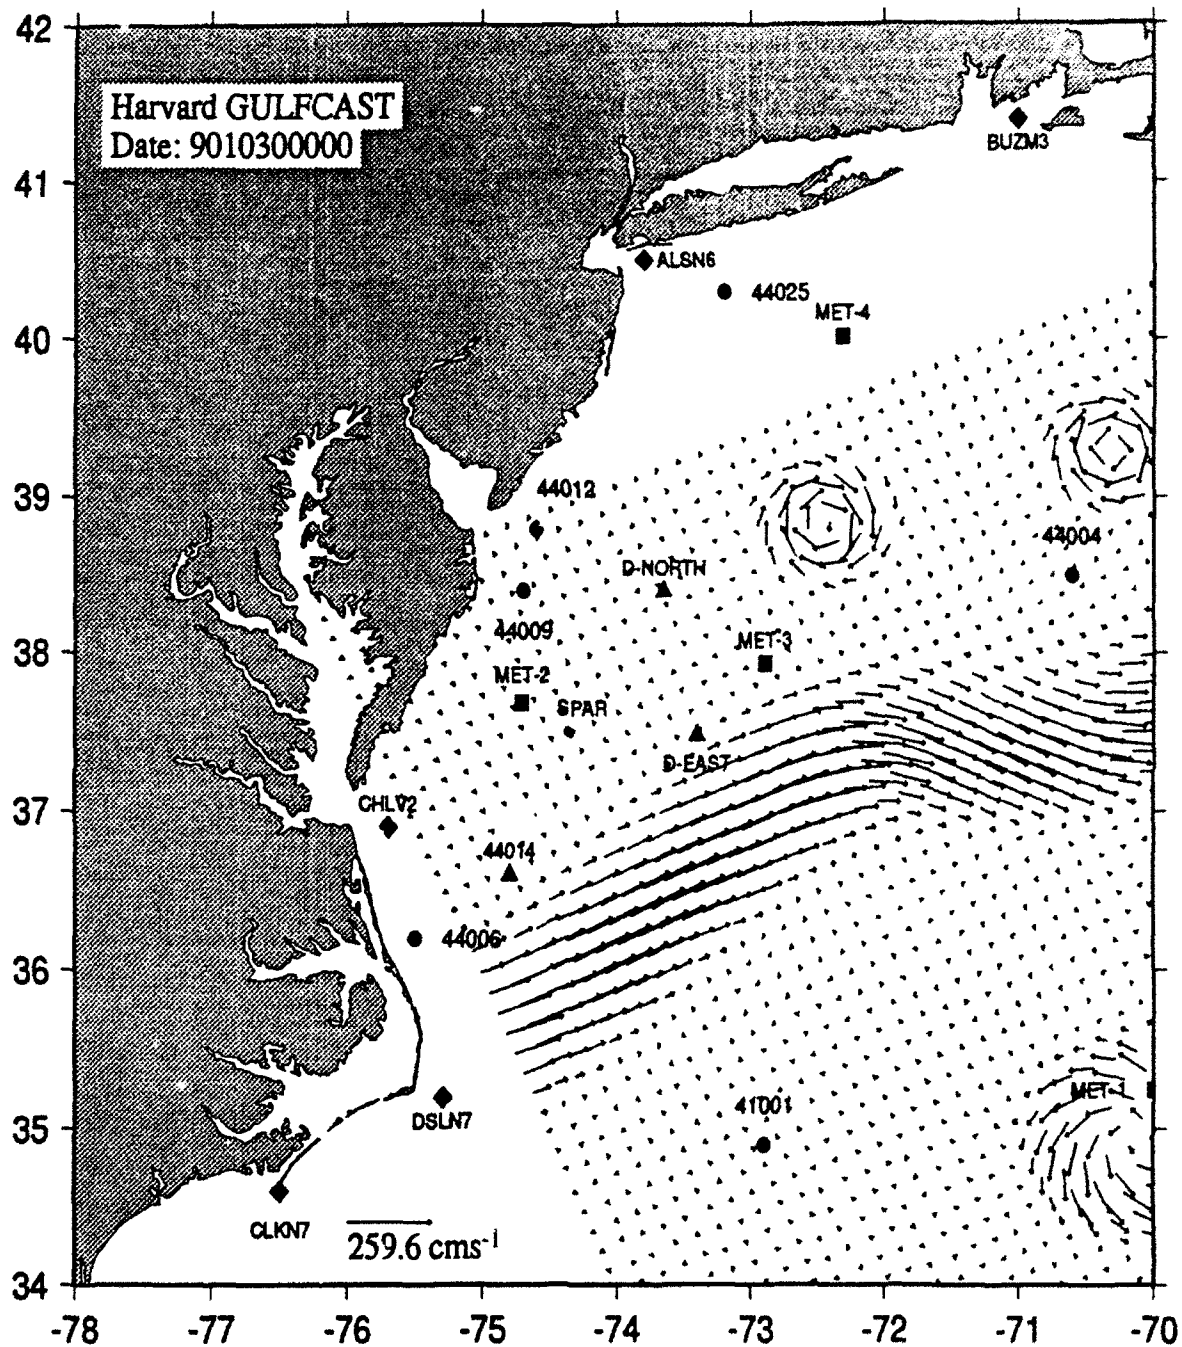 42
Harvard GULFCAST
Date: 9010300000
BUZM3
41
ALSN6
44025
MET-4
40
39
44012
44004
D-NORTH
44009
MET-3
38
MET-2
SPAR
D-EAST
37
CHLV2
44014
44006
36
MET-1
41001
35
DSLN7
CLKN7
259.6 cms-1
34
-78 -77 -76 -75 -74 -73 -72 -71 -70